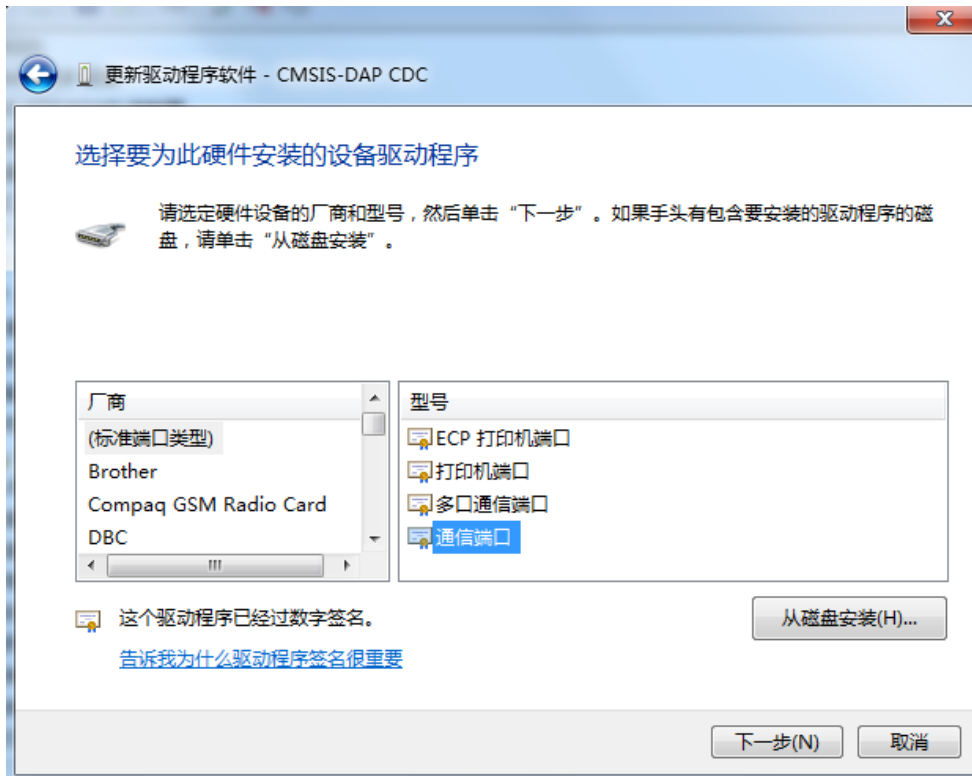 更新驱动程序软件 - CMSIS-DAP CDC
选择要为此硬件安装的设备驱动程序
请选定硬件设备的厂商和型号，然后单击“下一步”。如果手头有包含要安装的驱动程序的磁
盘，请单击“从磁盘安装”。
厂商
(标准端口类型)
Brother
Compaq GSM Radio Card
DBC
型号
ECP 打印机端口
打印机端口
多口通信端口
通信端口
这个驱动程序已经过数字签名。
告诉我为什么驱动程序签名很重要
从磁盘安装(H)...
下一步(N)
取消